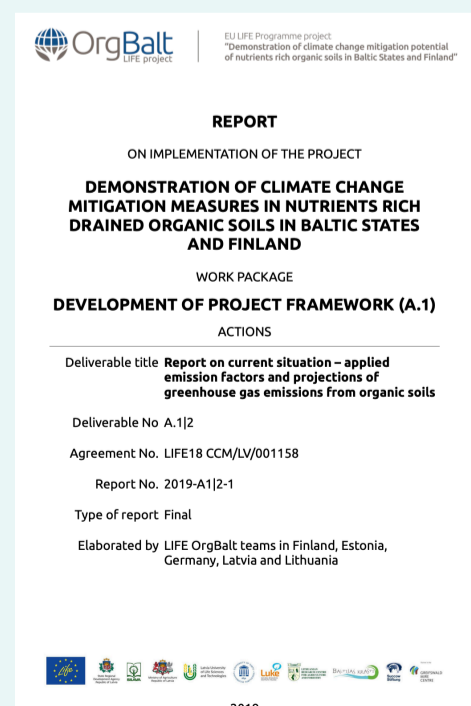 OrgBalt
LIFE project
EU LIFE Programme project
"Demonstration of climate change mitigation potential
of nutrients rich organic soils in Baltic States and Finland"
REPORT
ON IMPLEMENTATION OF THE PROJECT
DEMONSTRATION OF CLIMATE CHANGE
MITIGATION MEASURES IN NUTRIENTS RICH
DRAINED ORGANIC SOILS IN BALTIC STATES
AND FINLAND
WORK PACKAGE
DEVELOPMENT OF PROJECT FRAMEWORK (A.1)
ACTIONS
Deliverable title Report on current situation – applied
emission factors and projections of
greenhouse gas emissions from organic soils
Deliverable No A.1|2
Agreement No. LIFE18 CCM/LV/001158
Report No. 2019-A1|2-1
Type of report Final
Elaborated by LIFE OrgBalt teams in Finland, Estonia,
Germany, Latvia and Lithuania
Life
Luke